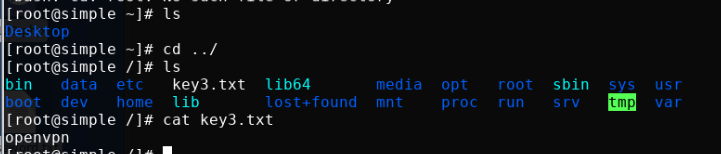 [root@simple ~]# ls
Desktop
[root@simple ~]# cd ../
[root@simple /]# ls
bin data etc key3.txt lib64 media opt root sbin sys usr
boot dev home lib lost+found mnt proc run srv tmp var
[root@simple /]# cat key3.txt
openvpn
[root@simple /]#